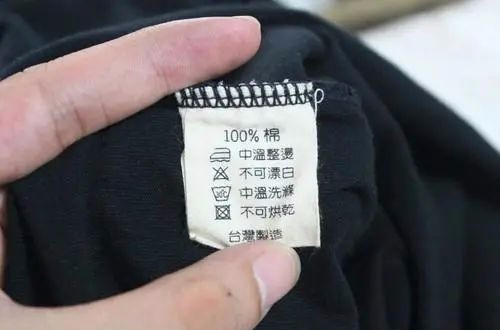 100% 棉
中溫整燙
不可漂白
中溫洗滌
不可烘乾
台灣製造